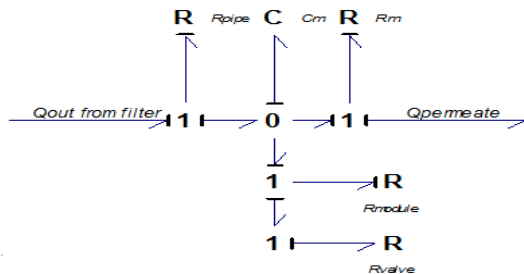 R Rpipe C Cm R Rm
Qout from filter 1 0 1 Qpermeate
1 R
Rmodule
1 R
Rvalve